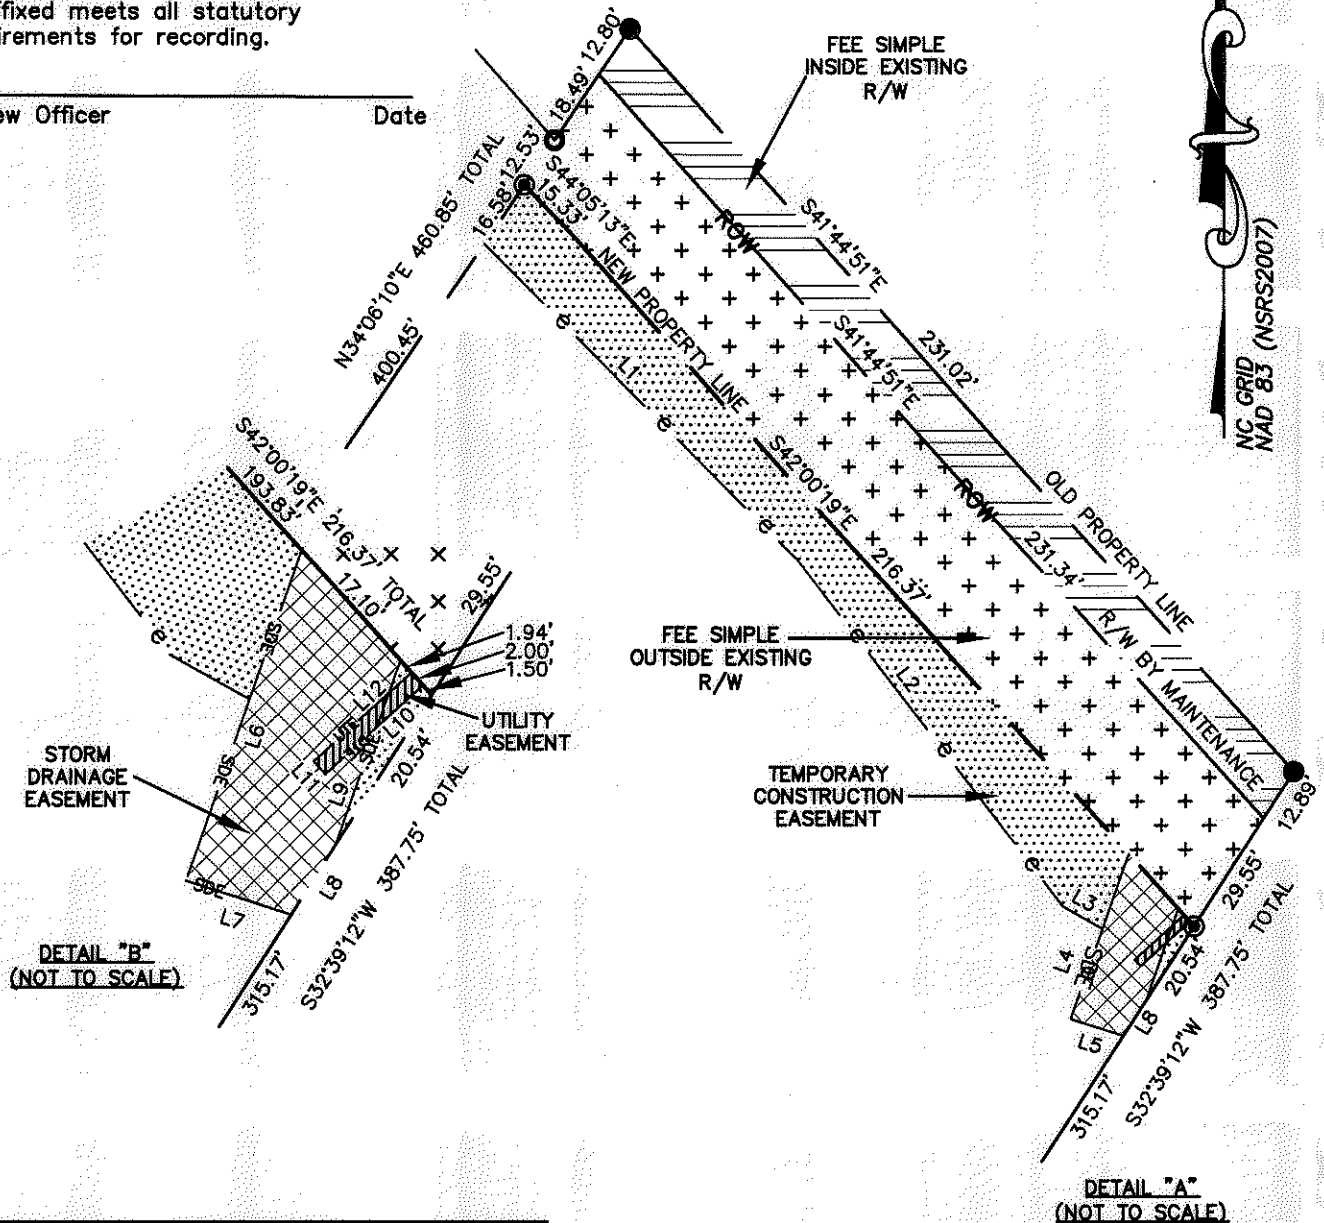 ffixed meets all statutory
irements for recording.
ew Officer Date
FEE SIMPLE
INSIDE EXISTING
R/W
12.80'
18.49'
12.53'
16.58'
N34°06'10"E 460.85' TOTAL
400.45'
S44°05'13"E
15.33'
NEW PROPERTY LINE
ROW
S41°44'51"E
231.02'
S41°44'51"E
ROW
231.34'
OLD PROPERTY LINE
R/W BY MAINTENANCE
S42°00'19"E
216.37'
e
L1
e
e
e
L2
e
e
L3
FEE SIMPLE
OUTSIDE EXISTING
R/W
TEMPORARY
CONSTRUCTION
EASEMENT
12.89'
29.55'
20.54'
L4
SDE
L5
L8
S32°39'12"W 387.75' TOTAL
315.17'
DETAIL "A"
(NOT TO SCALE)
NC GRID
NAD 83 (NSRS2007)
S42°00'19"E 216.37' TOTAL
193.83'
17.10'
29.55'
1.94'
2.00'
1.50'
UTILITY
EASEMENT
e
SDE
L6
SDE
L12
L10
L11
L9
SDE
SDE
L7
L8
20.54'
STORM
DRAINAGE
EASEMENT
S32°39'12"W 387.75' TOTAL
315.17'
DETAIL "B"
(NOT TO SCALE)